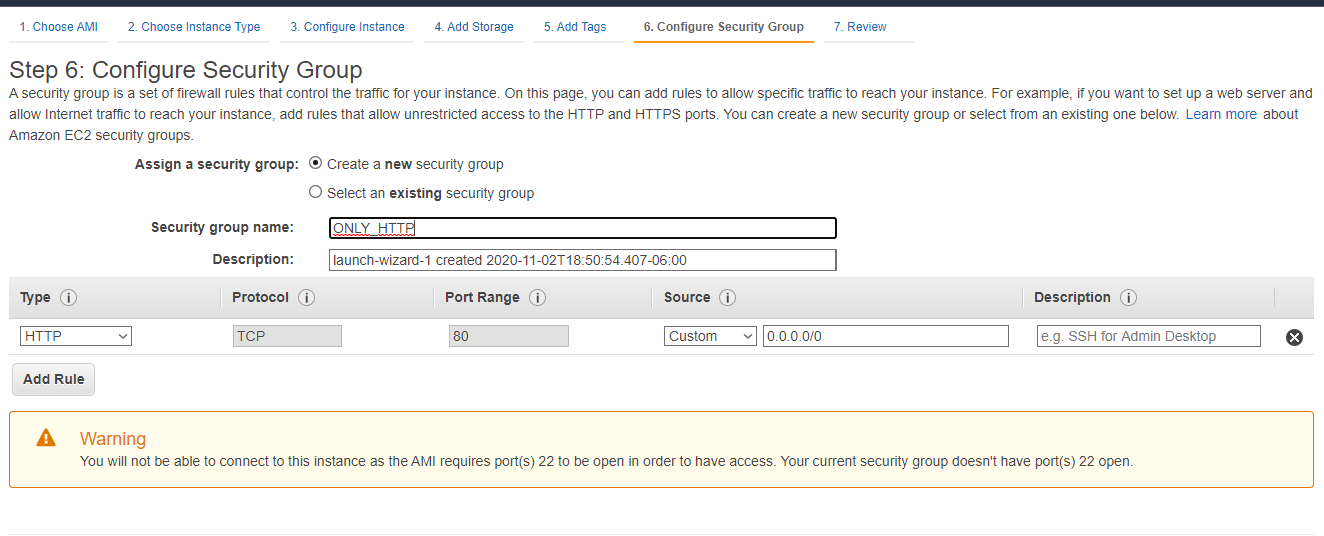 1. Choose AMI 2. Choose Instance Type 3. Configure Instance 4. Add Storage 5. Add Tags 6. Configure Security Group 7. Review
Step 6: Configure Security Group
A security group is a set of firewall rules that control the traffic for your instance. On this page, you can add rules to allow specific traffic to reach your instance. For example, if you want to set up a web server and
allow Internet traffic to reach your instance, add rules that allow unrestricted access to the HTTP and HTTPS ports. You can create a new security group or select from an existing one below. Learn more about
Amazon EC2 security groups.
Assign a security group: Create a new security group
Select an existing security group
Security group name: ONLY_HTTP
Description: launch-wizard-1 created 2020-11-02T18:50:54.407-06:00
Type i Protocol i Port Range i Source i Description i
HTTP TCP 80 Custom 0.0.0.0/0 e.g. SSH for Admin Desktop
Add Rule
Warning
You will not be able to connect to this instance as the AMI requires port(s) 22 to be open in order to have access. Your current security group doesn't have port(s) 22 open.